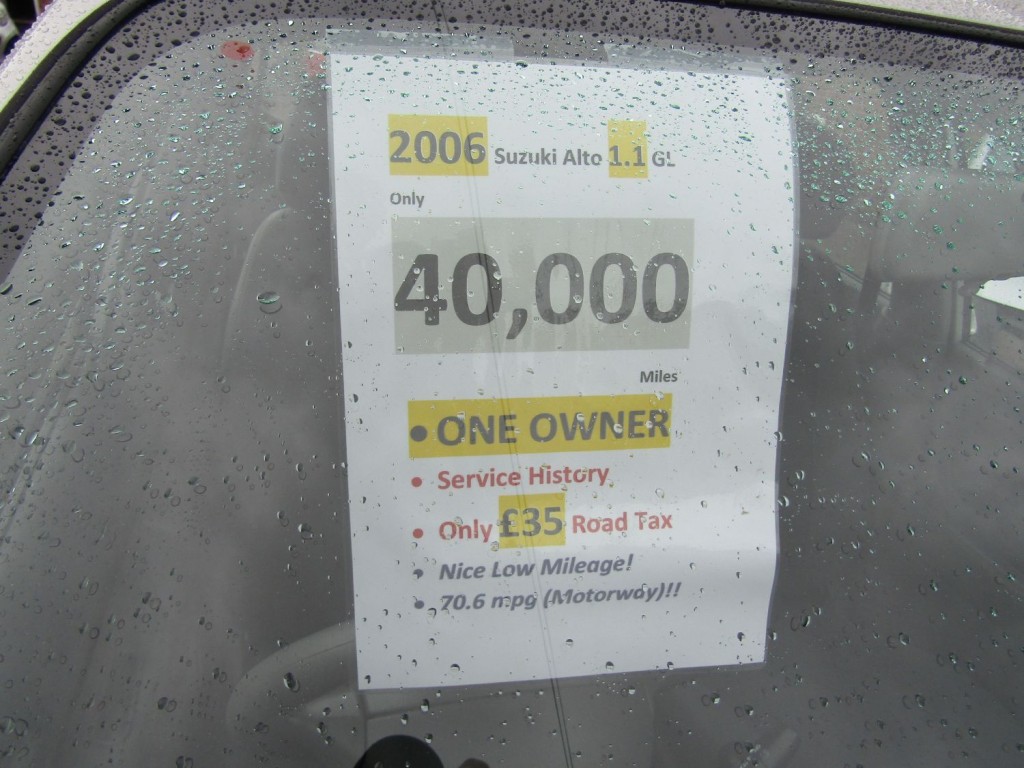 2006 Suzuki Alto 1.1 GL
Only
40,000
Miles
• ONE OWNER
• Service History
• Only £35 Road Tax
• Nice Low Mileage!
• 70.6 mpg (Motorway)!!